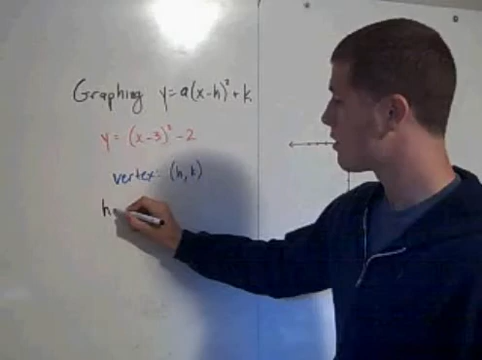 Graphing y=a(x-h)²+k
y = (x-3)² -2
vertex: (h,k)
h